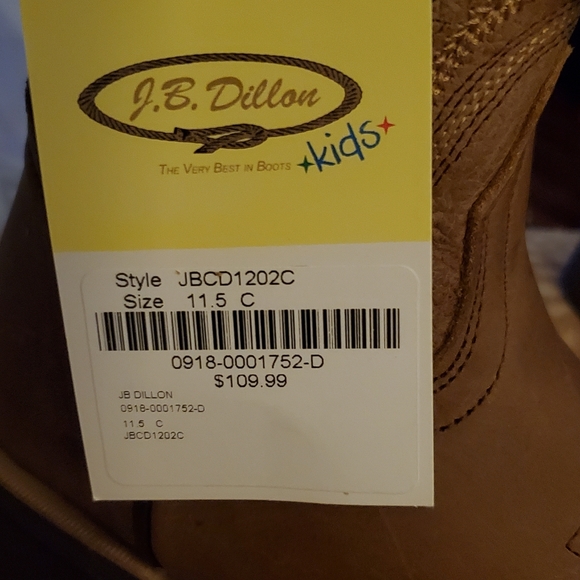 J.B. Dillon
The Very Best in Boots
kids
Style JBCD1202C
Size 11.5 C
0918-0001752-D
$109.99
JB DILLON
0918-0001752-D
11.5 C
JBCD1202C